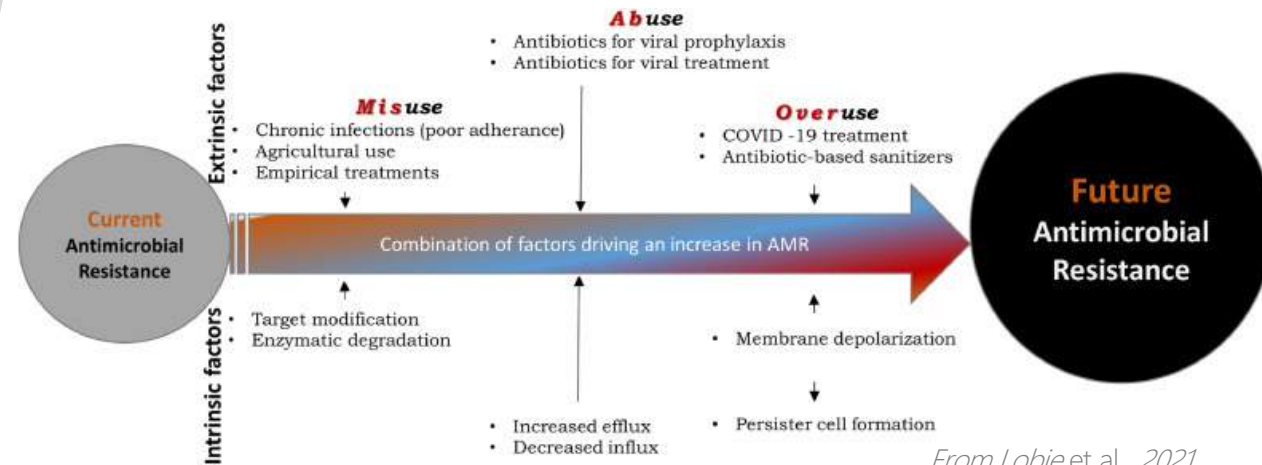 Abuse
• Antibiotics for viral prophylaxis
• Antibiotics for viral treatment
Extrinsic factors
Misuse
• Chronic infections (poor adherance)
• Agricultural use
• Empirical treatments
Overuse
• COVID -19 treatment
• Antibiotic-based sanitizers
Current
Antimicrobial
Resistance
Combination of factors driving an increase in AMR
Future
Antimicrobial
Resistance
Intrinsic factors
• Target modification
• Enzymatic degradation
• Membrane depolarization
• Increased efflux
• Decreased influx
• Persister cell formation
From Lobie et al., 2021